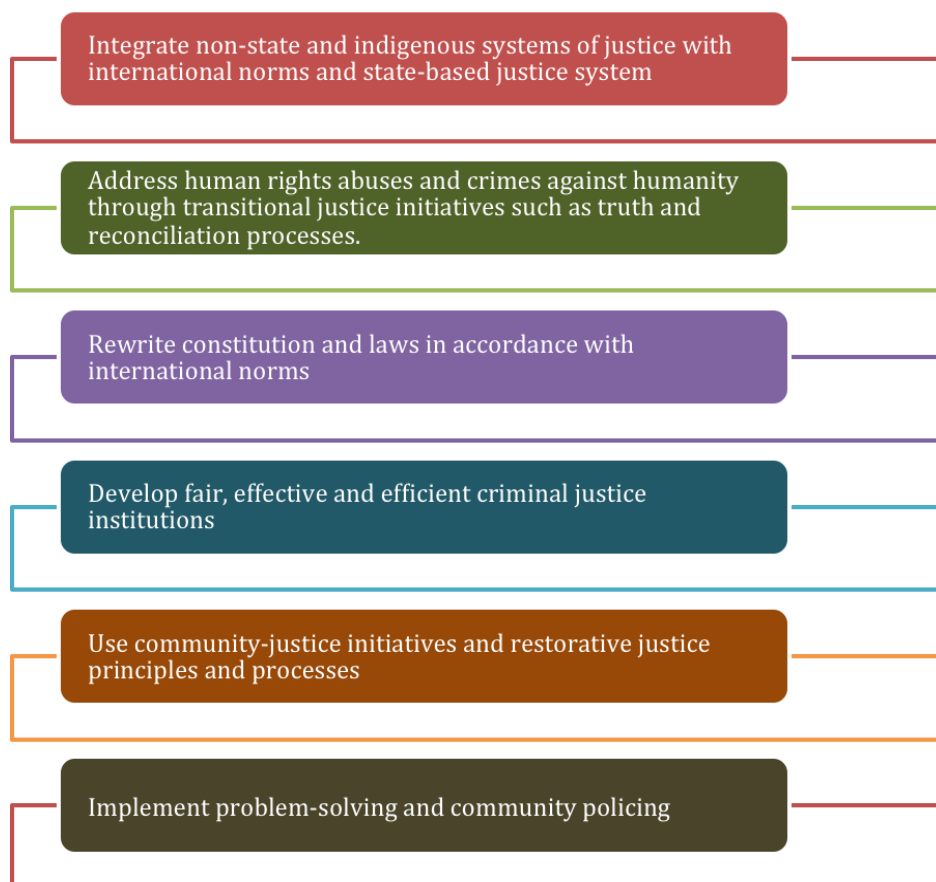 Integrate non-state and indigenous systems of justice with
international norms and state-based justice system
Address human rights abuses and crimes against humanity
through transitional justice initiatives such as truth and
reconciliation processes.
Rewrite constitution and laws in accordance with
international norms
Develop fair, effective and efficient criminal justice
institutions
Use community-justice initiatives and restorative justice
principles and processes
Implement problem-solving and community policing